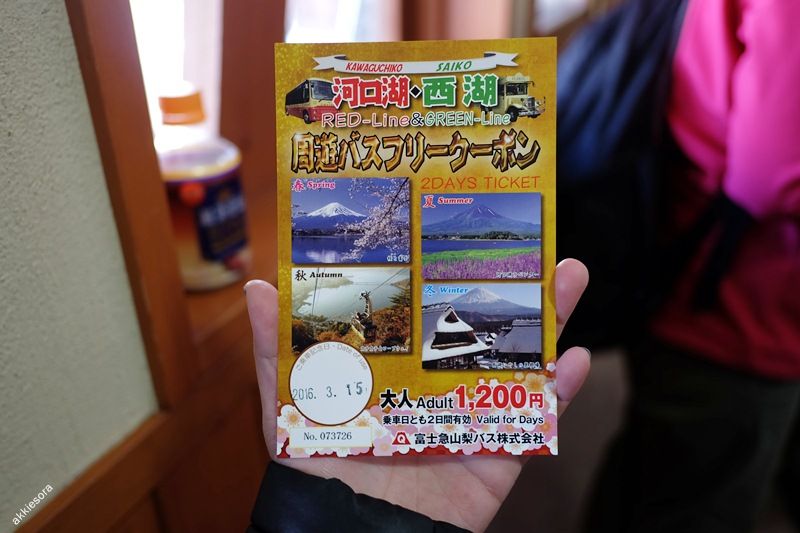 KAWAGUCHIKO SAIKO
河口湖・西湖
RED-Line&GREEN-Line
周遊バスフリークーポン
2DAYS TICKET
春 Spring
夏 Summer
秋 Autumn
冬 Winter
2016. 3. 15
No. 073726
大人 Adult 1,200円
乗車日とも2日間有効 Valid for Days
富士急山梨バス株式会社
akkiesora